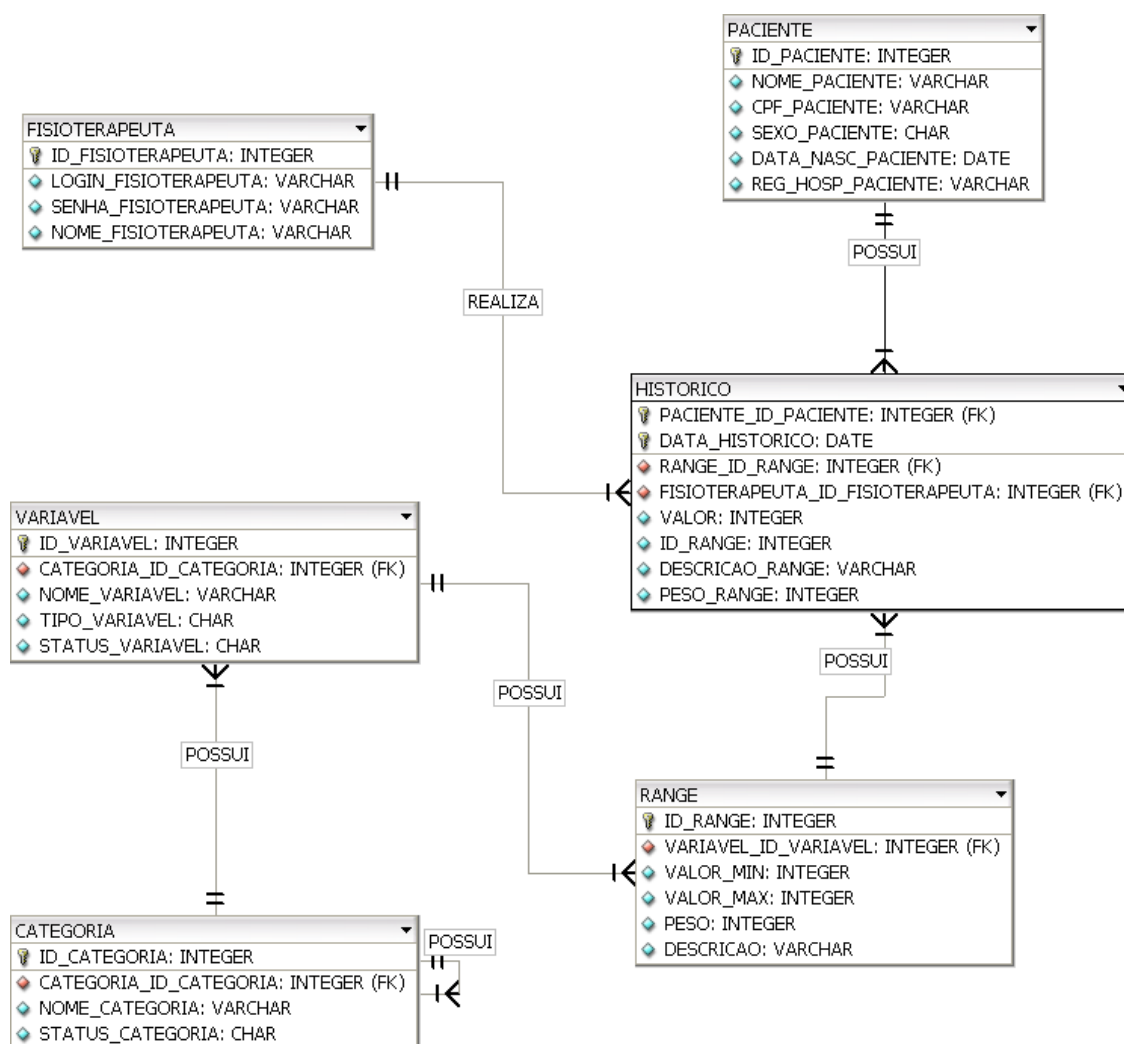 PACIENTE
ID_PACIENTE: INTEGER
NOME_PACIENTE: VARCHAR
CPF_PACIENTE: VARCHAR
SEXO_PACIENTE: CHAR
DATA_NASC_PACIENTE: DATE
REG_HOSP_PACIENTE: VARCHAR
FISIOTERAPEUTA
ID_FISIOTERAPEUTA: INTEGER
LOGIN_FISIOTERAPEUTA: VARCHAR
SENHA_FISIOTERAPEUTA: VARCHAR
NOME_FISIOTERAPEUTA: VARCHAR
POSSUI
REALIZA
HISTORICO
PACIENTE_ID_PACIENTE: INTEGER (FK)
DATA_HISTORICO: DATE
RANGE_ID_RANGE: INTEGER (FK)
FISIOTERAPEUTA_ID_FISIOTERAPEUTA: INTEGER (FK)
VALOR: INTEGER
ID_RANGE: INTEGER
DESCRICAO_RANGE: VARCHAR
PESO_RANGE: INTEGER
VARIAVEL
ID_VARIAVEL: INTEGER
CATEGORIA_ID_CATEGORIA: INTEGER (FK)
NOME_VARIAVEL: VARCHAR
TIPO_VARIAVEL: CHAR
STATUS_VARIAVEL: CHAR
POSSUI
POSSUI
POSSUI
RANGE
ID_RANGE: INTEGER
VARIAVEL_ID_VARIAVEL: INTEGER (FK)
VALOR_MIN: INTEGER
VALOR_MAX: INTEGER
PESO: INTEGER
DESCRICAO: VARCHAR
CATEGORIA
ID_CATEGORIA: INTEGER
CATEGORIA_ID_CATEGORIA: INTEGER (FK)
NOME_CATEGORIA: VARCHAR
STATUS_CATEGORIA: CHAR
POSSUI